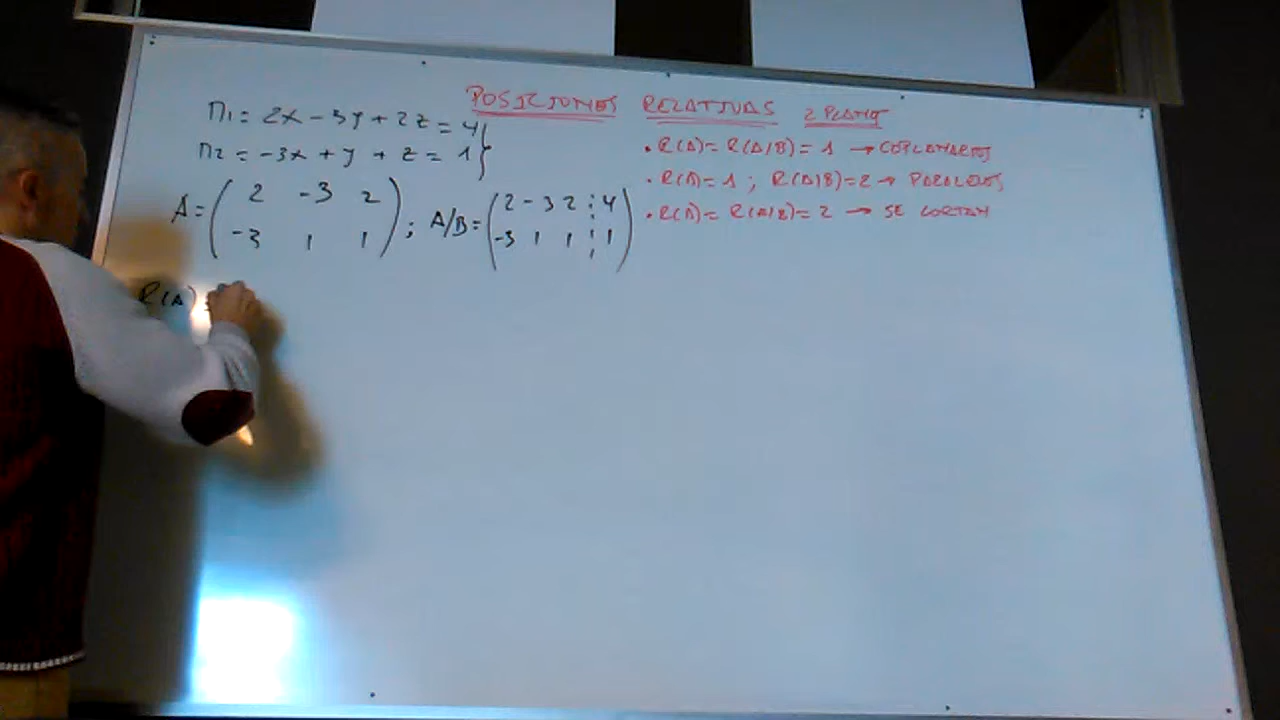 POSICIONES RELATIVAS 2 PLANOS
π1 = 2x - 3y + 2z = 4 }
π2 = -3x + y + z = 1 }
A = ( 2 -3 2 ; A/B = ( 2 -3 2 ⋮ 4 )
-3 1 1 ) -3 1 1 ⋮ 1 )
R(A) =
• R(A) = R(A/B) = 1 → COPLANARIOS
• R(A) = 1 ; R(A/B) = 2 → PARALELOS
• R(A) = R(A/B) = 2 → SE CORTAN